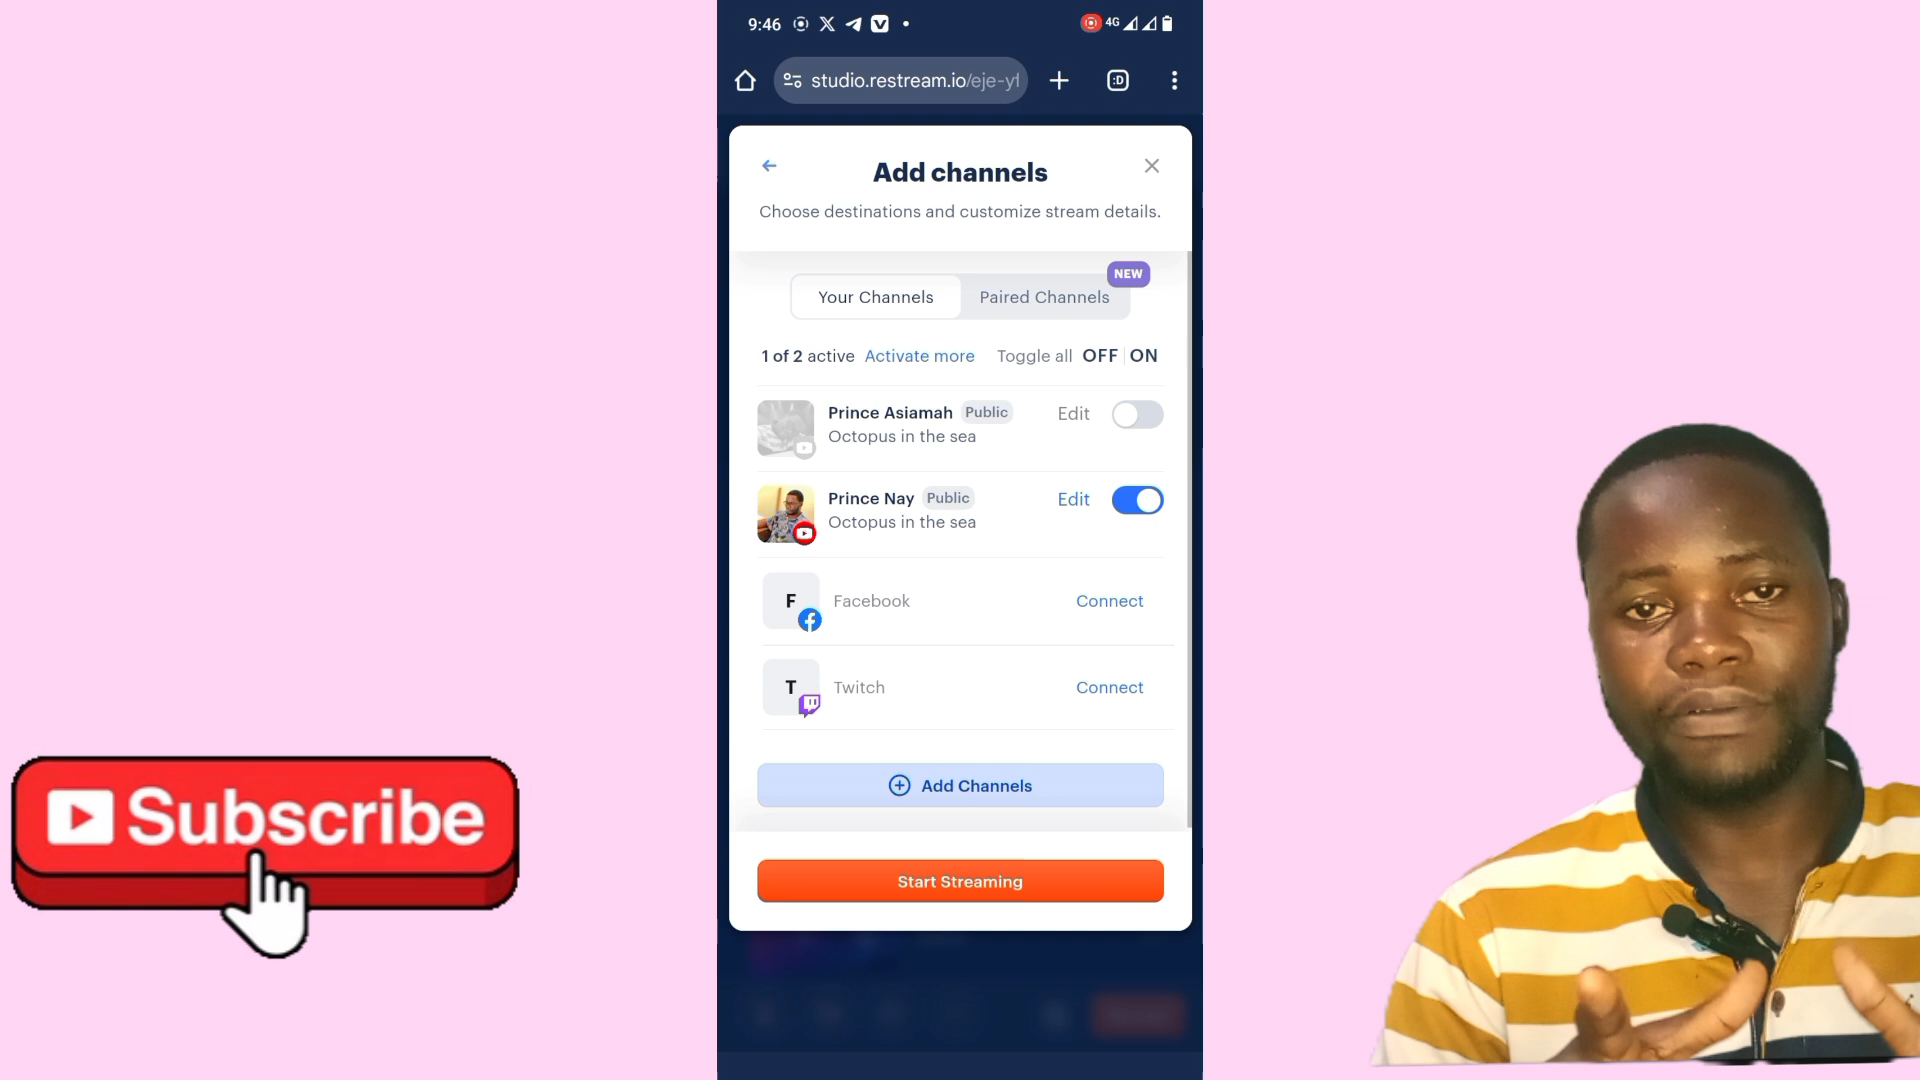 9:46
4G
studio.restream.io/eje-y
:D
Add channels
Choose destinations and customize stream details.
NEW
Your Channels
Paired Channels
1 of 2 active Activate more Toggle all OFF ON
Prince Asiamah Public Edit
Octopus in the sea
Prince Nay Public Edit
Octopus in the sea
F Facebook Connect
T Twitch Connect
Add Channels
Start Streaming
Subscribe